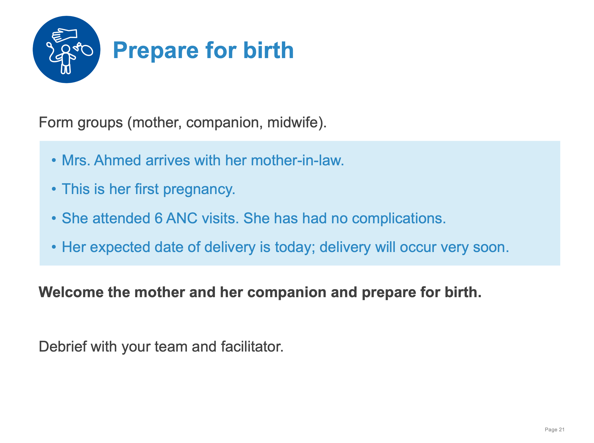 Prepare for birth
Form groups (mother, companion, midwife).
• Mrs. Ahmed arrives with her mother-in-law.
• This is her first pregnancy.
• She attended 6 ANC visits. She has had no complications.
• Her expected date of delivery is today; delivery will occur very soon.
Welcome the mother and her companion and prepare for birth.
Debrief with your team and facilitator.
Page 21